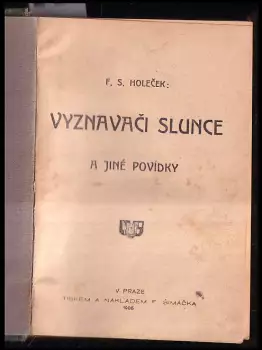 F. S. HOLEČEK:
VYZNAVAČI SLUNCE
A JINÉ POVÍDKY
V PRAZE
TISKEM A NÁKLADEM F. ŠIMÁČKA